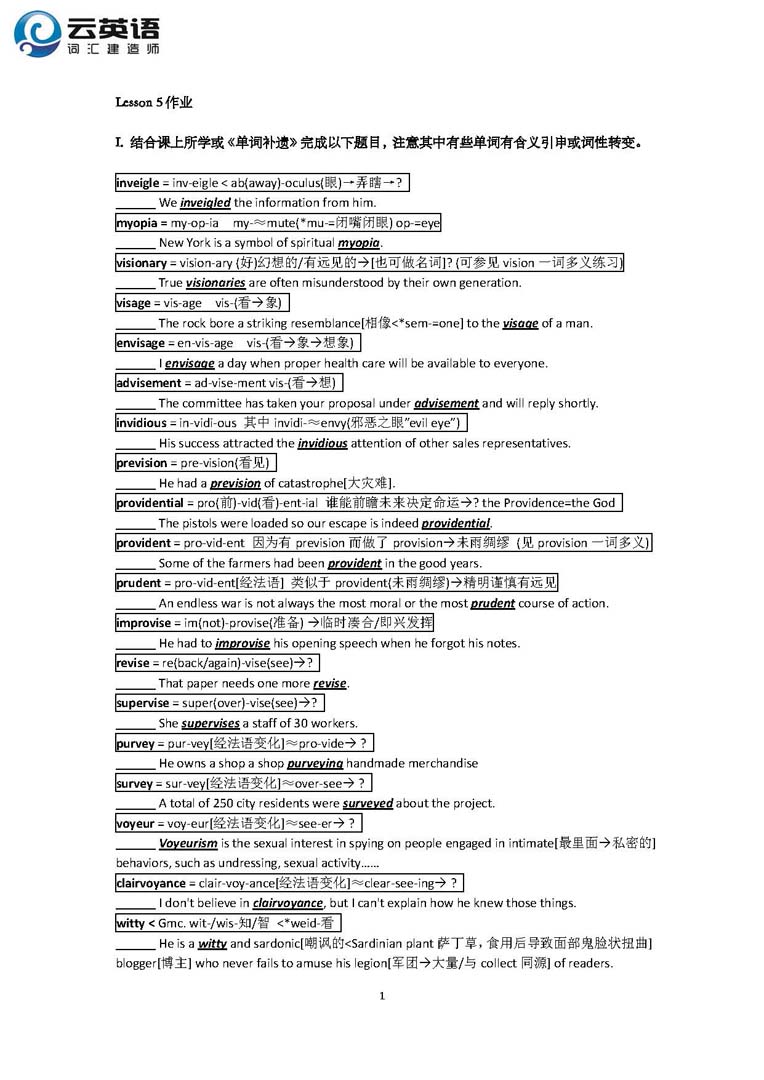 云英语
词汇建造师
Lesson 5作业
I. 结合课上所学或《单词补遗》完成以下题目，注意其中有些单词有含义引申或词性转变。
inveigle = inv-eigle < ab(away)-oculus(眼)→弄瞎→?
______ We inveigled the information from him.
myopia = my-op-ia my-≈mute(*mu-=闭嘴闭眼) op-=eye
______ New York is a symbol of spiritual myopia.
visionary = vision-ary (好)幻想的/有远见的→[也可做名词]? (可参见 vision 一词多义练习)
______ True visionaries are often misunderstood by their own generation.
visage = vis-age vis-(看→象)
______ The rock bore a striking resemblance[相像<*sem-=one] to the visage of a man.
envisage = en-vis-age vis-(看→象→想象)
______ I envisage a day when proper health care will be available to everyone.
advisement = ad-vise-ment vis-(看→想)
______ The committee has taken your proposal under advisement and will reply shortly.
invidious = in-vidi-ous 其中 invidi-≈envy(邪恶之眼”evil eye”)
______ His success attracted the invidious attention of other sales representatives.
prevision = pre-vision(看见)
______ He had a prevision of catastrophe[大灾难].
providential = pro(前)-vid(看)-ent-ial 谁能前瞻未来决定命运→? the Providence=the God
______ The pistols were loaded so our escape is indeed providential.
provident = pro-vid-ent 因为有 prevision 而做了 provision→未雨绸缪 (见 provision 一词多义)
______ Some of the farmers had been provident in the good years.
prudent = pro-vid-ent[经法语] 类似于 provident(未雨绸缪)→精明谨慎有远见
______ An endless war is not always the most moral or the most prudent course of action.
improvise = im(not)-provise(准备) →临时凑合/即兴发挥
______ He had to improvise his opening speech when he forgot his notes.
revise = re(back/again)-vise(see)→?
______ That paper needs one more revise.
supervise = super(over)-vise(see)→?
______ She supervises a staff of 30 workers.
purvey = pur-vey[经法语变化]≈pro-vide→ ?
______ He owns a shop a shop purveying handmade merchandise
survey = sur-vey[经法语变化]≈over-see→ ?
______ A total of 250 city residents were surveyed about the project.
voyeur = voy-eur[经法语变化]≈see-er→ ?
______ Voyeurism is the sexual interest in spying on people engaged in intimate[最里面→私密的]
behaviors, such as undressing, sexual activity……
clairvoyance = clair-voy-ance[经法语变化]≈clear-see-ing→ ?
______ I don't believe in clairvoyance, but I can't explain how he knew those things.
witty < Gmc. wit-/wis-知/智 <*weid-看
______ He is a witty and sardonic[嘲讽的<Sardinian plant 萨丁草，食用后导致面部鬼脸状扭曲]
blogger[博主] who never fails to amuse his legion[军团→大量/与 collect 同源] of readers.
1